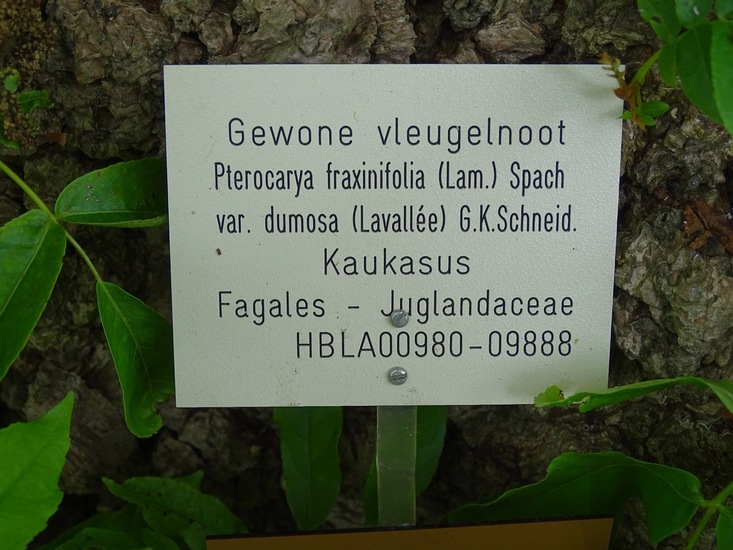 Gewone vleugelnoot
Pterocarya fraxinifolia (Lam.) Spach
var. dumosa (Lavallée) G.K.Schneid.
Kaukasus
Fagales - Juglandaceae
HBLA00980-09888